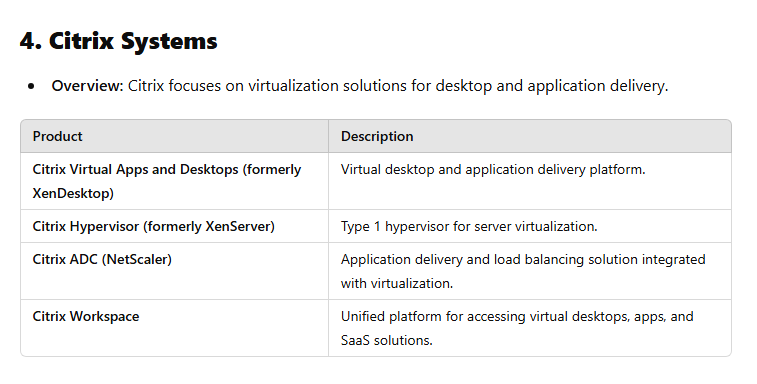 4. Citrix Systems
• Overview: Citrix focuses on virtualization solutions for desktop and application delivery.
Product Description
Citrix Virtual Apps and Desktops (formerly Virtual desktop and application delivery platform.
XenDesktop)
Citrix Hypervisor (formerly XenServer) Type 1 hypervisor for server virtualization.
Citrix ADC (NetScaler) Application delivery and load balancing solution integrated
with virtualization.
Citrix Workspace Unified platform for accessing virtual desktops, apps, and
SaaS solutions.